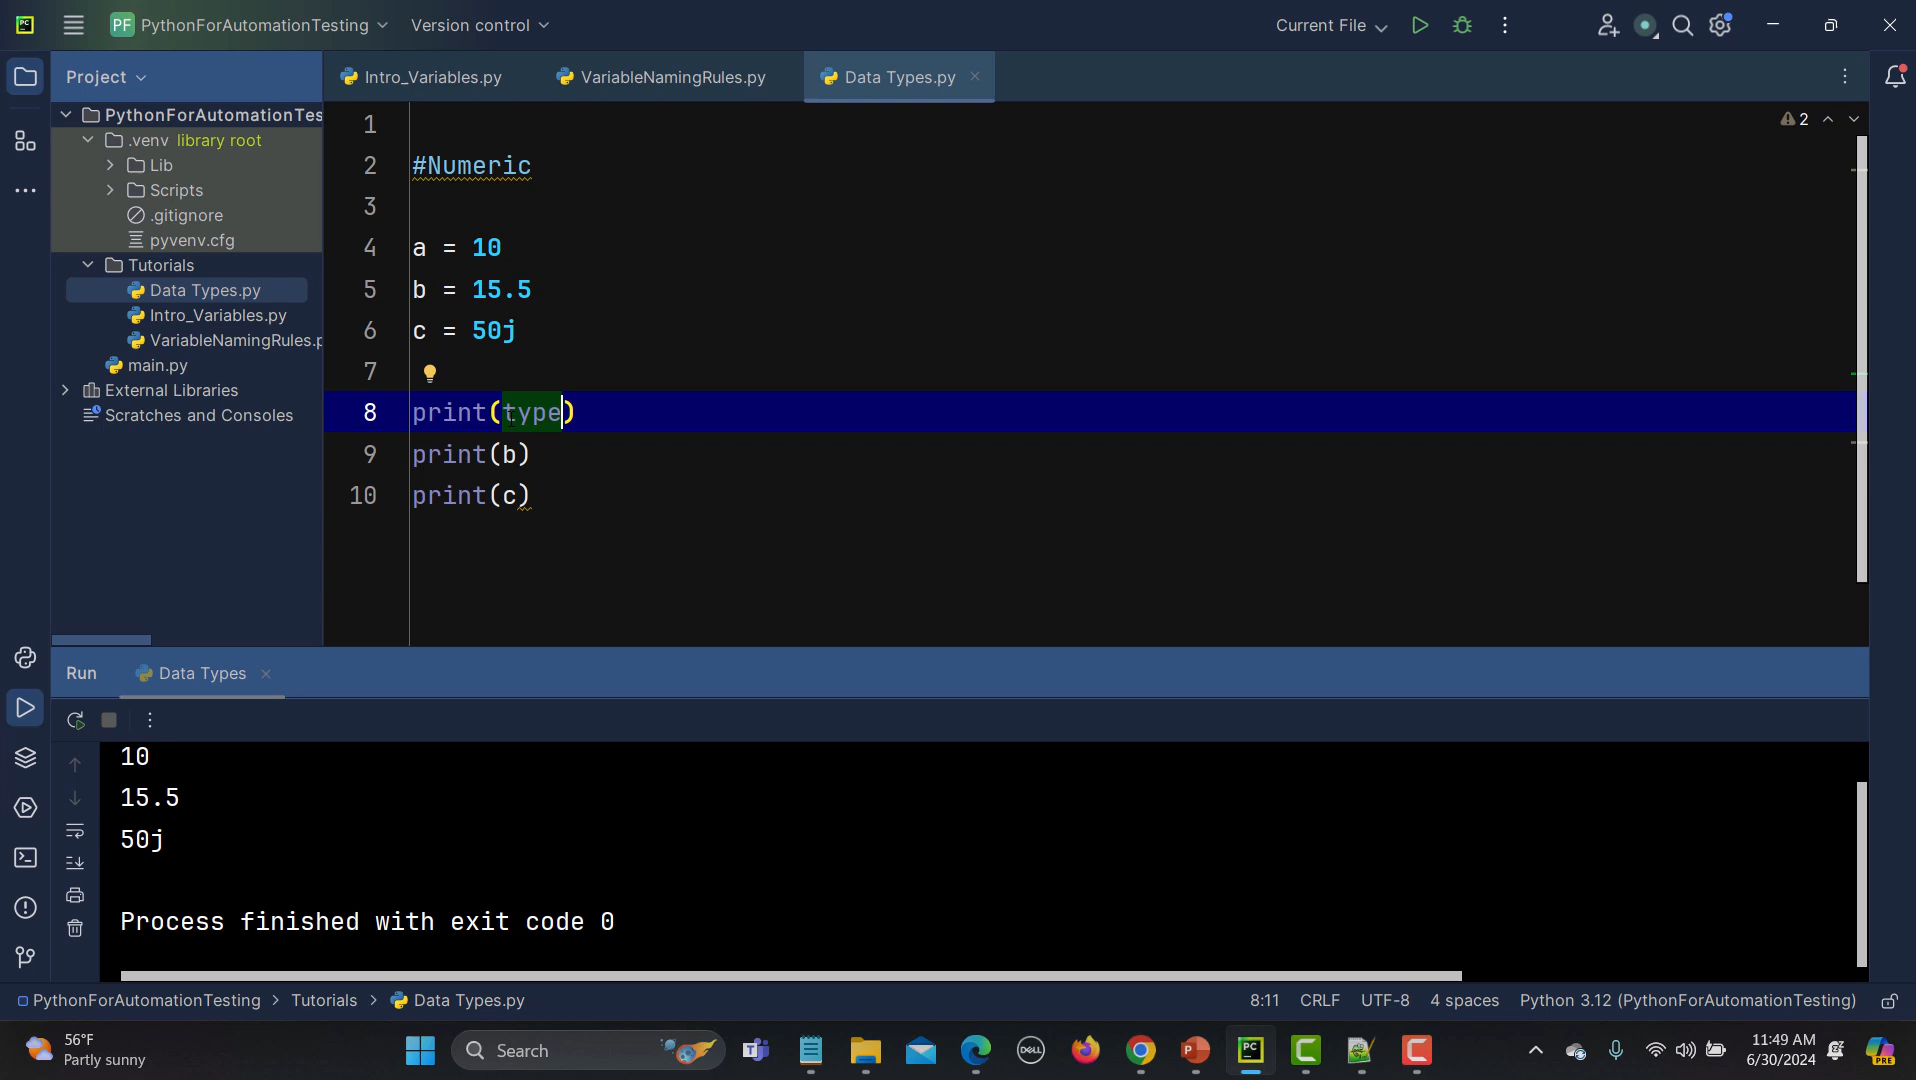 PF PythonForAutomationTesting Version control Current File
Project Intro_Variables.py VariableNamingRules.py Data Types.py
PythonForAutomationTes
.venv library root
Lib
Scripts
.gitignore
pyvenv.cfg
Tutorials
Data Types.py
Intro_Variables.py
VariableNamingRules.p
main.py
External Libraries
Scratches and Consoles
2
1
2 #Numeric
3
4 a = 10
5 b = 15.5
6 c = 50j
7
8 print(type)
9 print(b)
10 print(c)
Run Data Types
10
15.5
50j
Process finished with exit code 0
PythonForAutomationTesting > Tutorials > Data Types.py 8:11 CRLF UTF-8 4 spaces Python 3.12 (PythonForAutomationTesting)
56°F
Partly sunny
Search
DELL
11:49 AM
6/30/2024
PRE